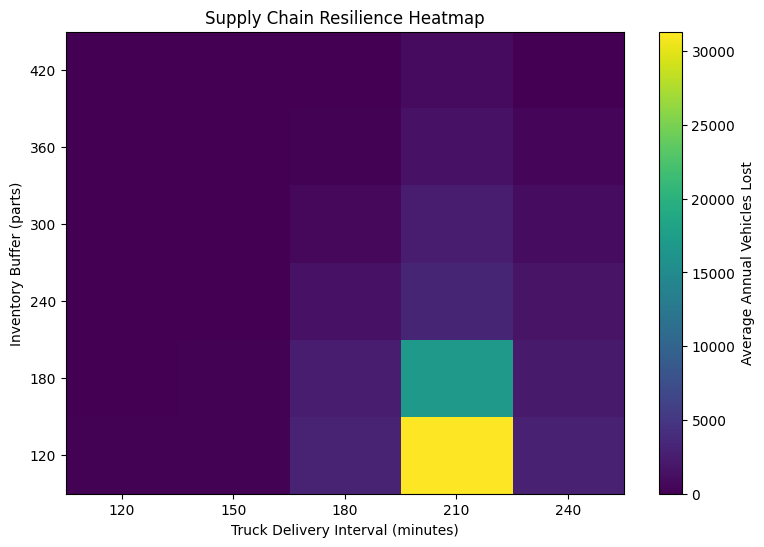 Supply Chain Resilience Heatmap
420
360
300
240
180
120
Inventory Buffer (parts)
120 150 180 210 240
Truck Delivery Interval (minutes)
30000
25000
20000
15000
10000
5000
0
Average Annual Vehicles Lost